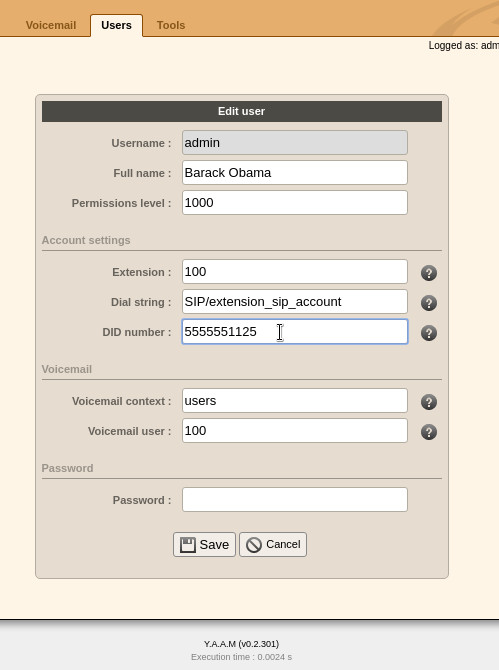 Voicemail Users Tools
Logged as: adm
Edit user
Username : admin
Full name : Barack Obama
Permissions level : 1000
Account settings
Extension : 100 ?
Dial string : SIP/extension_sip_account ?
DID number : 5555551125 ?
Voicemail
Voicemail context : users ?
Voicemail user : 100 ?
Password
Password :
Save Cancel
Y.A.A.M (v0.2.301)
Execution time : 0.0024 s